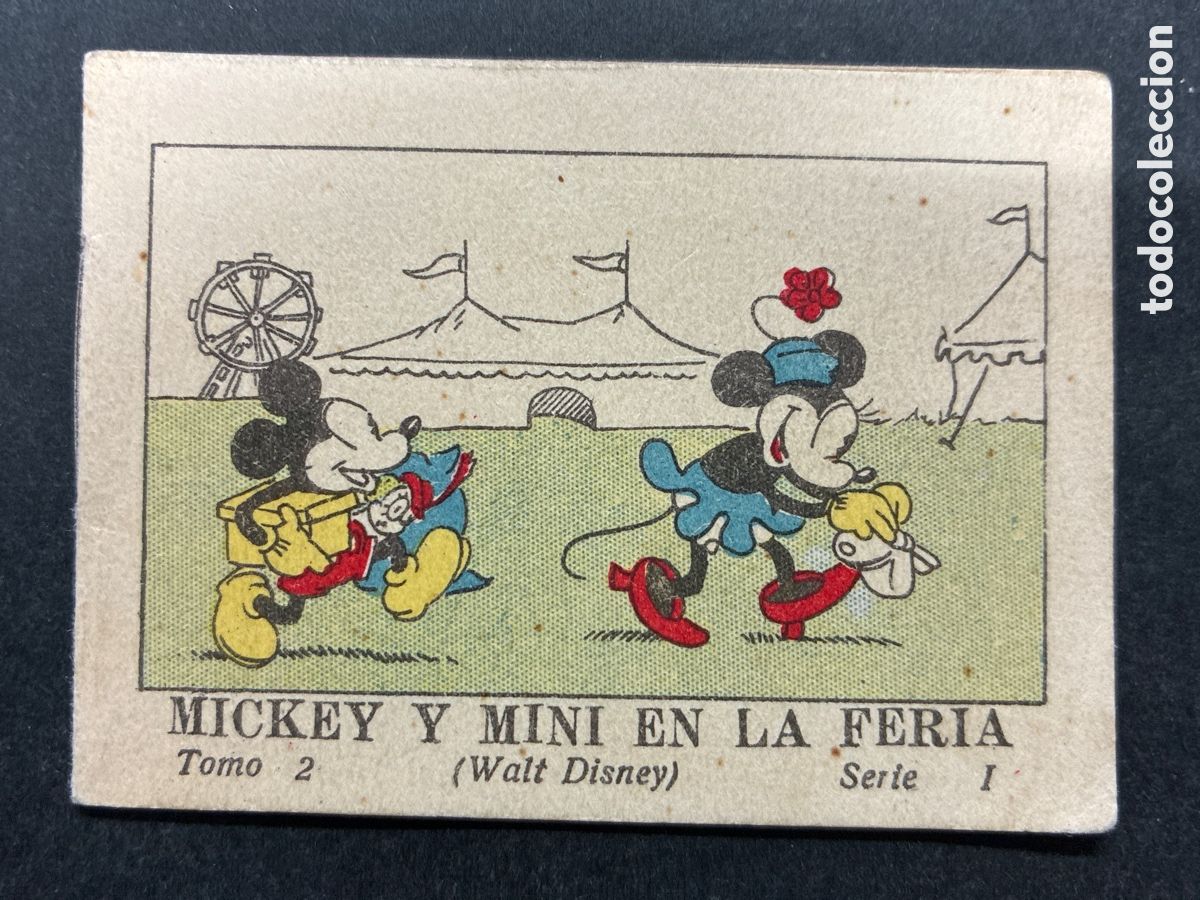 MICKEY Y MINI EN LA FERIA
Tomo 2 (Walt Disney) Serie I
todocoleccion